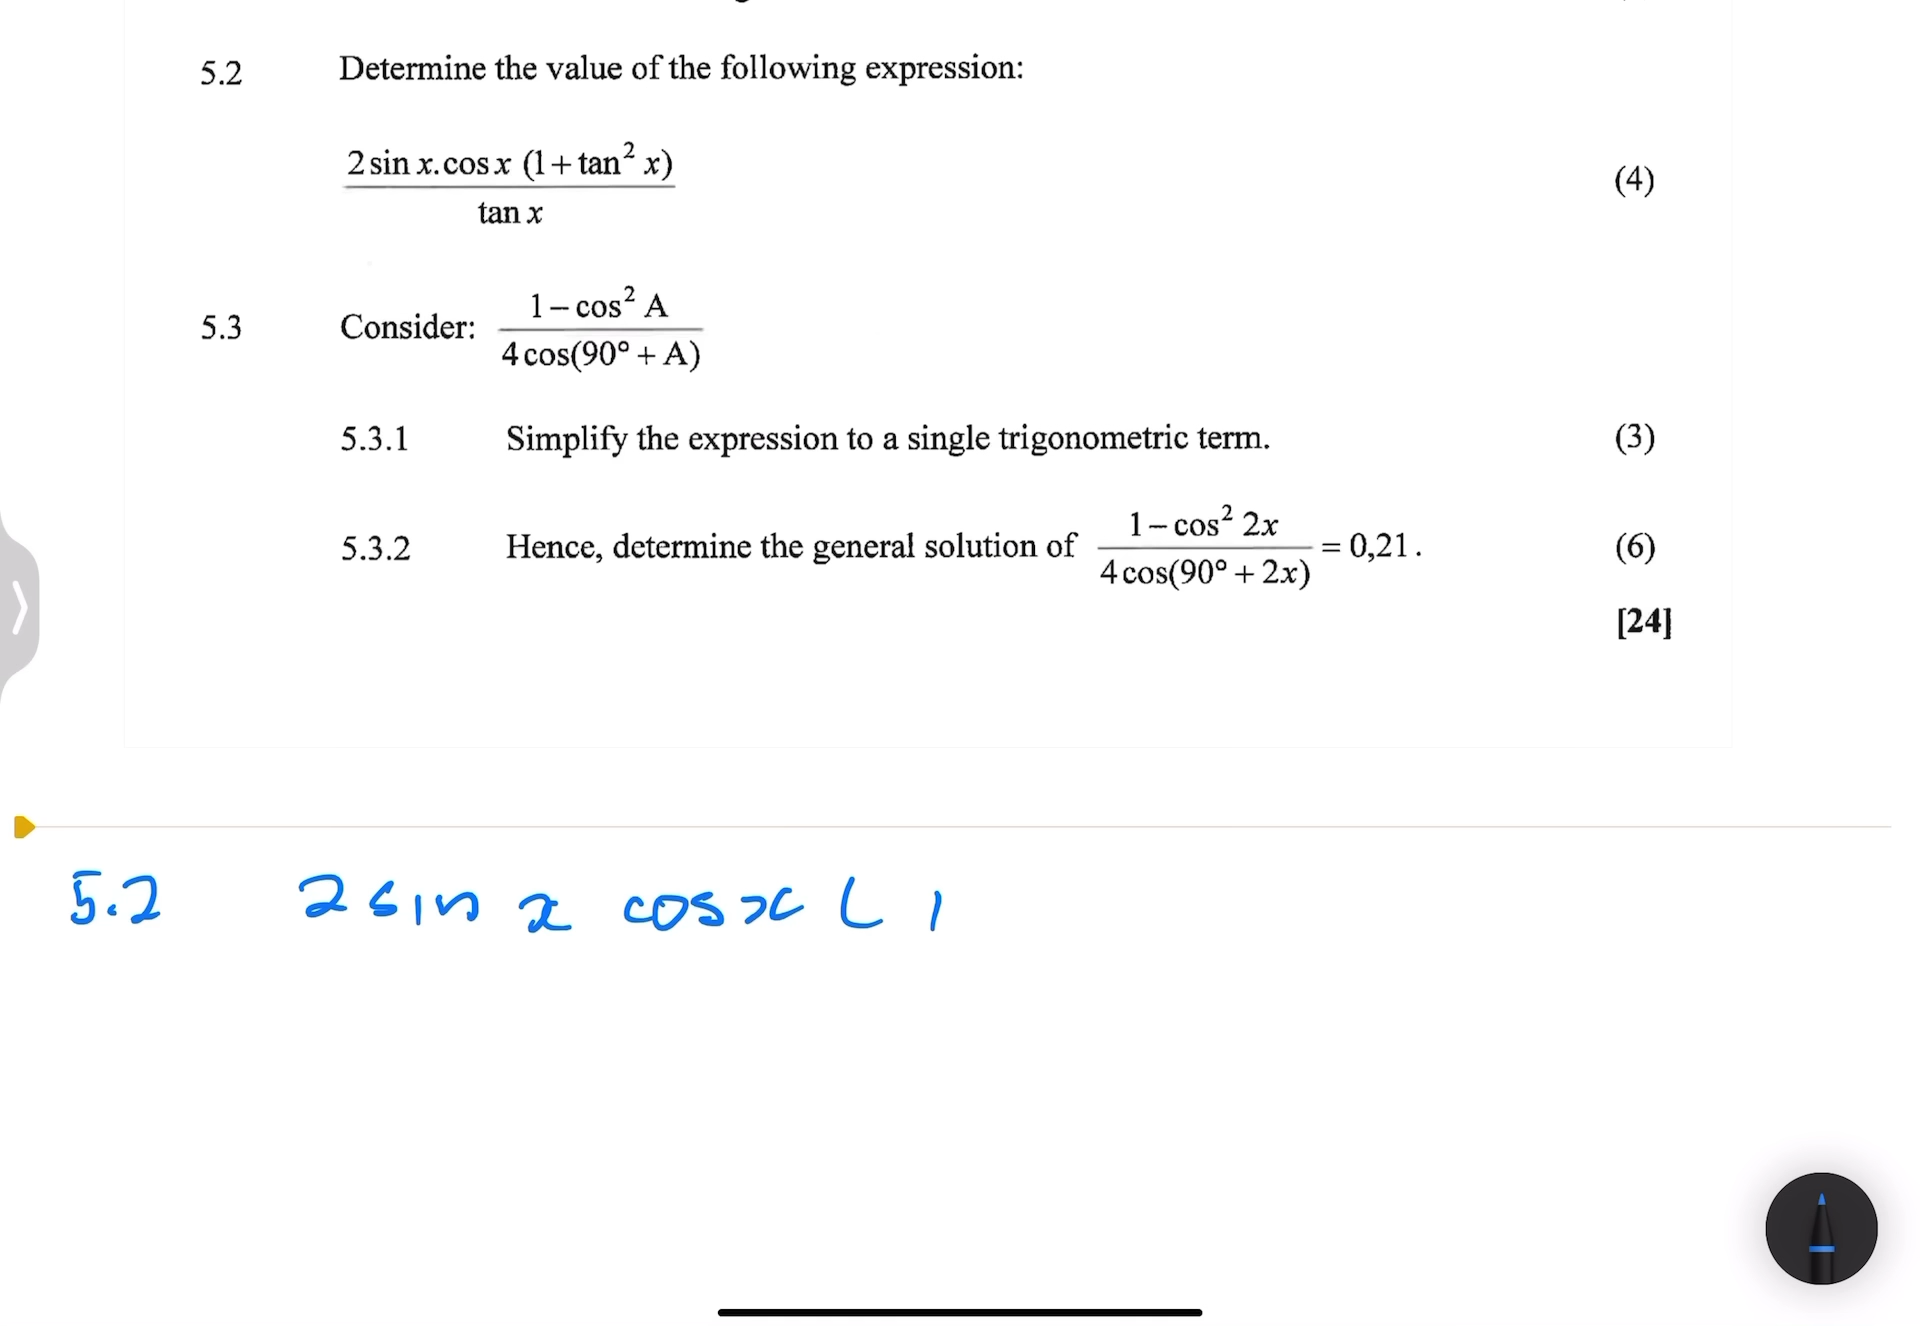 5.2 Determine the value of the following expression:
2 sin x. cos x (1 + tan² x)
tan x
(4)
5.3 Consider:
1 – cos² A
4 cos(90° + A)
5.3.1 Simplify the expression to a single trigonometric term. (3)
5.3.2 Hence, determine the general solution of
1 – cos² 2x
4 cos(90° + 2x)
= 0,21 . (6)
[24]
5.2 2 sin x cos x ( 1